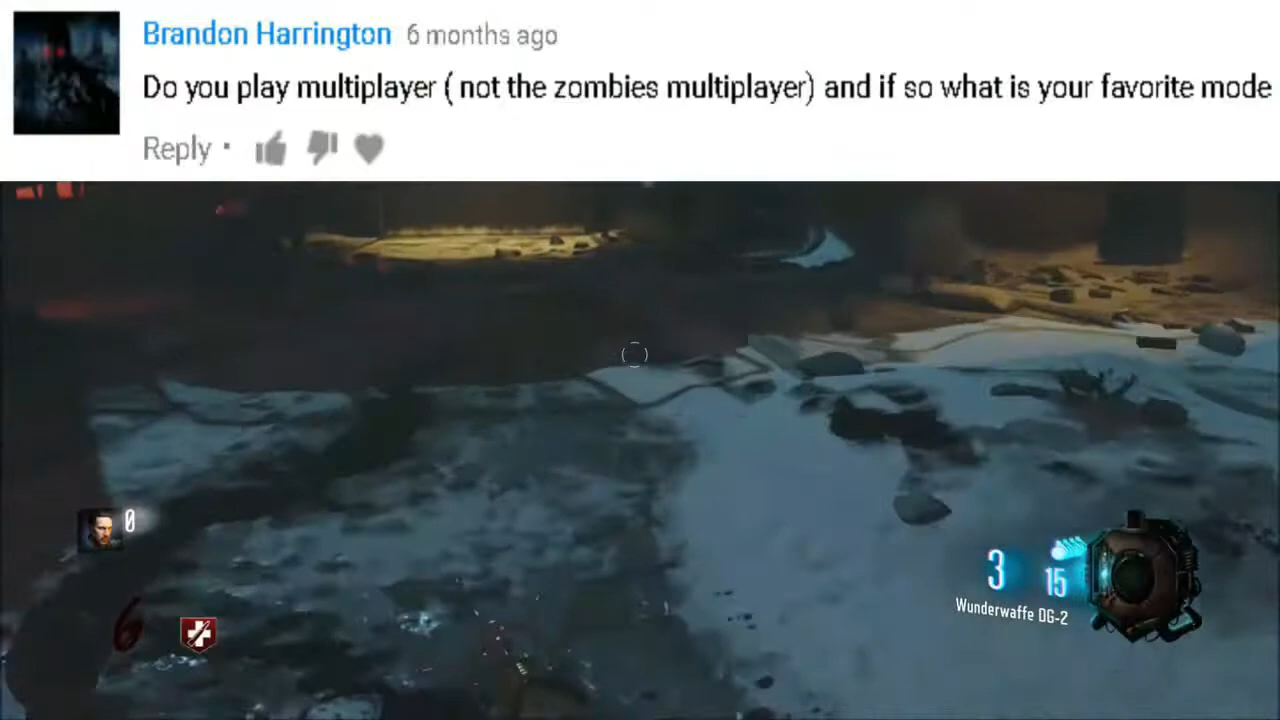 Brandon Harrington 6 months ago
Do you play multiplayer ( not the zombies multiplayer) and if so what is your favorite mode
Reply •
0
3 15
Wunderwaffe DG-2
6